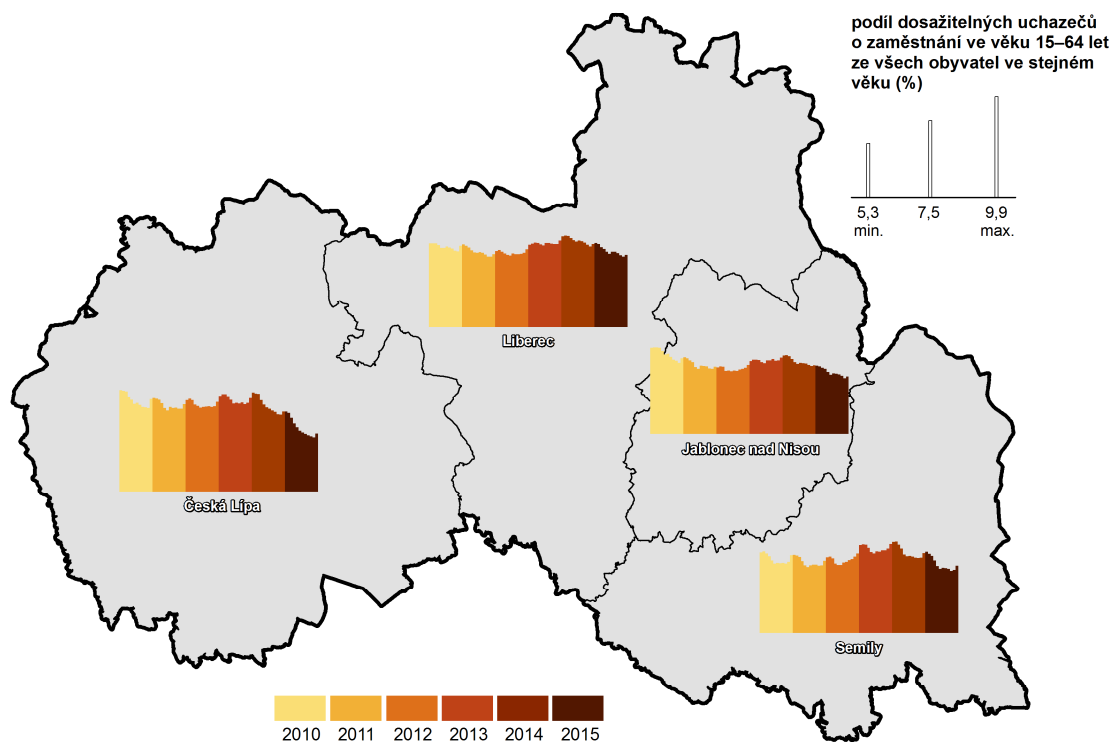 podíl dosažitelných uchazečů
o zaměstnání ve věku 15–64 let
ze všech obyvatel ve stejném
věku (%)
5,3 7,5 9,9
min. max.
Liberec
Jablonec nad Nisou
Česká Lípa
Semily
2010 2011 2012 2013 2014 2015